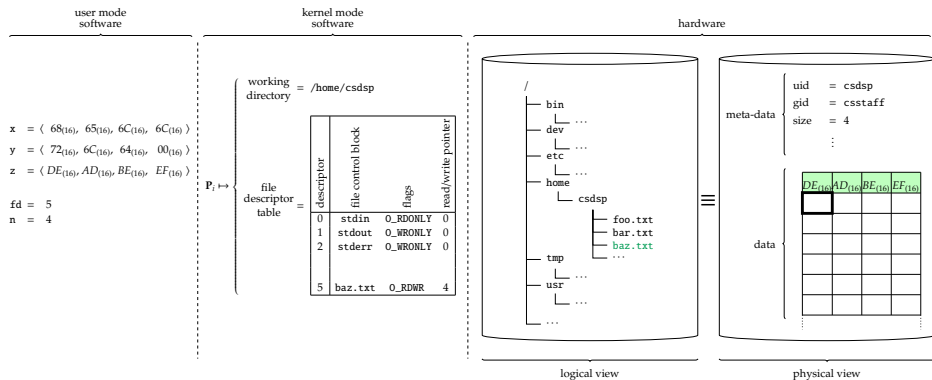 user mode
software
kernel mode
software
hardware
x = ⟨ 68(16), 65(16), 6C(16), 6C(16) ⟩
y = ⟨ 72(16), 6C(16), 64(16), 00(16) ⟩
z = ⟨ DE(16), AD(16), BE(16), EF(16) ⟩
fd = 5
n = 4
Pi ↦
working
directory = /home/csdsp
file
descriptor
table =
descriptor file control block flags read/write pointer
0 stdin O_RDONLY 0
1 stdout O_WRONLY 0
2 stderr O_WRONLY 0
5 baz.txt O_RDWR 4
/
bin
...
dev
...
etc
...
home
csdsp
foo.txt
bar.txt
baz.txt
...
tmp
...
usr
...
...
logical view
≡
meta-data
uid = csdsp
gid = csstaff
size = 4
⋮
data
DE(16) AD(16) BE(16) EF(16)
physical view